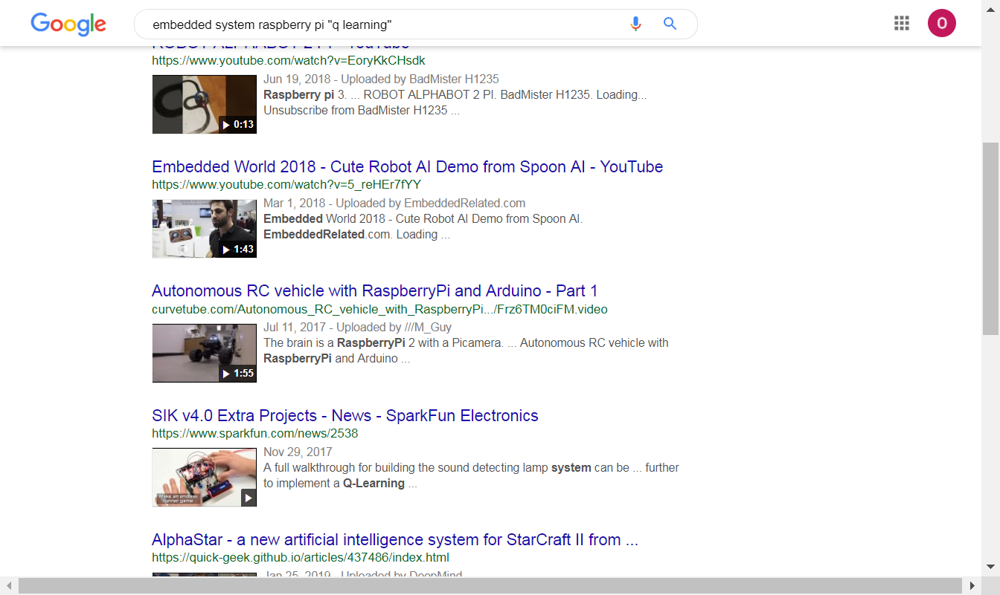 Google
embedded system raspberry pi "q learning"
O
ROBOT ALPHABOT 2 PI - YouTube
https://www.youtube.com/watch?v=EoryKkCHsdk
Jun 19, 2018 - Uploaded by BadMister H1235
Raspberry pi 3. ... ROBOT ALPHABOT 2 PI. BadMister H1235. Loading...
Unsubscribe from BadMister H1235 ...
0:13
Embedded World 2018 - Cute Robot AI Demo from Spoon AI - YouTube
https://www.youtube.com/watch?v=5_reHEr7fYY
Mar 1, 2018 - Uploaded by EmbeddedRelated.com
Embedded World 2018 - Cute Robot AI Demo from Spoon AI.
EmbeddedRelated.com. Loading ...
1:43
Autonomous RC vehicle with RaspberryPi and Arduino - Part 1
curvetube.com/Autonomous_RC_vehicle_with_RaspberryPi.../Frz6TM0ciFM.video
Jul 11, 2017 - Uploaded by ///M_Guy
The brain is a RaspberryPi 2 with a Picamera. ... Autonomous RC vehicle with
RaspberryPi and Arduino ...
1:55
SIK v4.0 Extra Projects - News - SparkFun Electronics
https://www.sparkfun.com/news/2538
Nov 29, 2017
A full walkthrough for building the sound detecting lamp system can be ... further
to implement a Q-Learning ...
Make an endless
runner game
AlphaStar - a new artificial intelligence system for StarCraft II from ...
https://quick-geek.github.io/articles/437486/index.html
Jan 25, 2019 - Uploaded by DeepMind